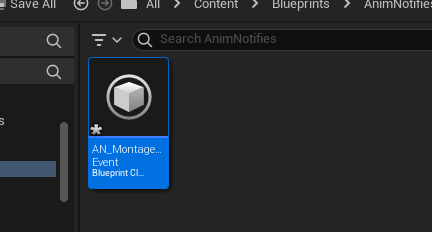 Save All
All > Content > Blueprints > AnimNotifies
Search AnimNotifies
s
AN_Montage...
Event
Blueprint Cl...